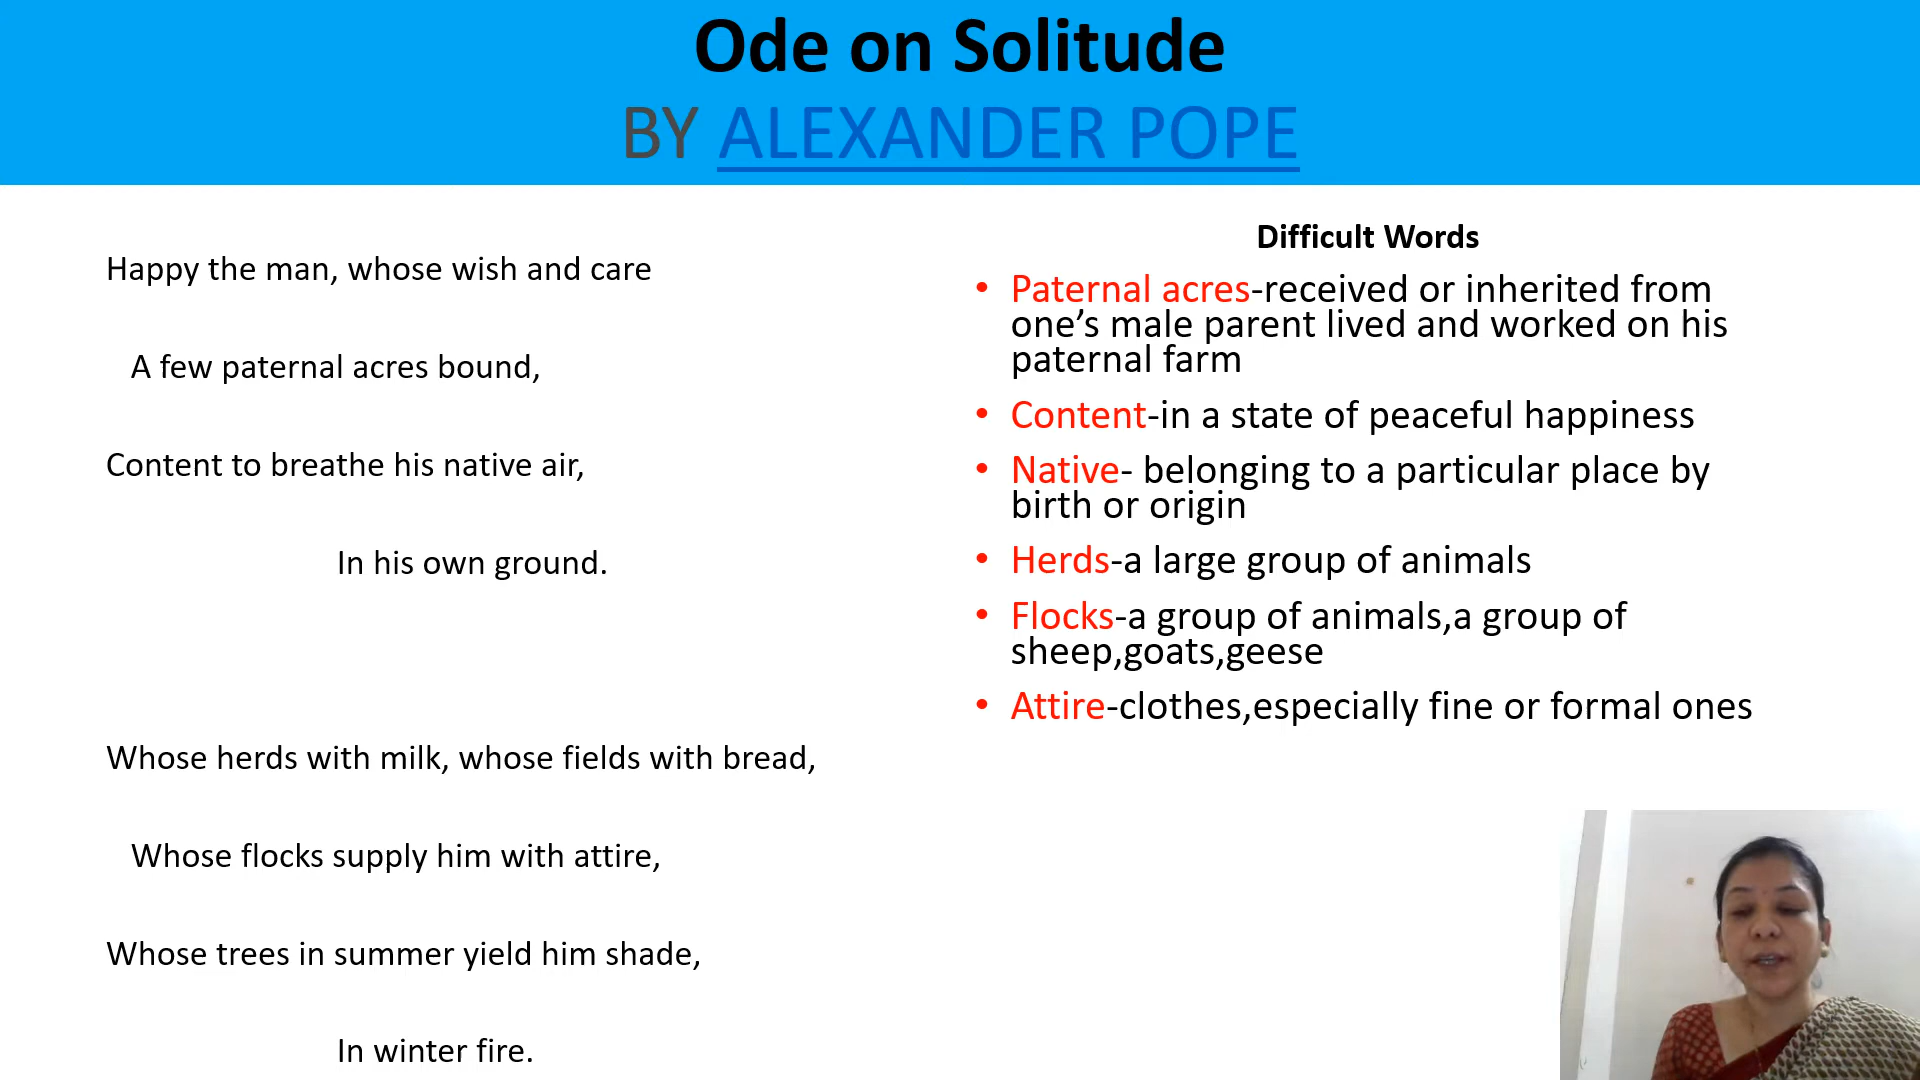 Ode on Solitude
BY ALEXANDER POPE
Happy the man, whose wish and care
A few paternal acres bound,
Content to breathe his native air,
In his own ground.
Whose herds with milk, whose fields with bread,
Whose flocks supply him with attire,
Whose trees in summer yield him shade,
In winter fire.
Difficult Words
• Paternal acres-received or inherited from
one’s male parent lived and worked on his
paternal farm
• Content-in a state of peaceful happiness
• Native- belonging to a particular place by
birth or origin
• Herds-a large group of animals
• Flocks-a group of animals,a group of
sheep,goats,geese
• Attire-clothes,especially fine or formal ones